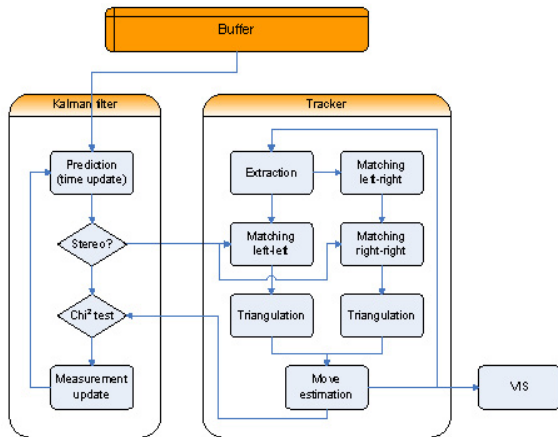 Buffer
Kalman filter
Tracker
Prediction
(time update)
Extraction
Matching
left-right
Stereo?
Matching
left-left
Matching
right-right
Chi² test
Triangulation
Triangulation
Measurement
update
Move
estimation
VIS